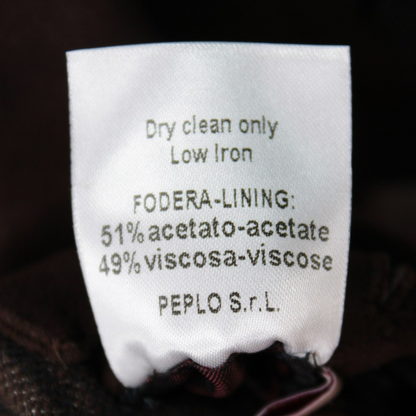 Dry clean only
Low Iron
FODERA-LINING:
51% acetato-acetate
49% viscosa-viscose
PEPLO S.r.L.